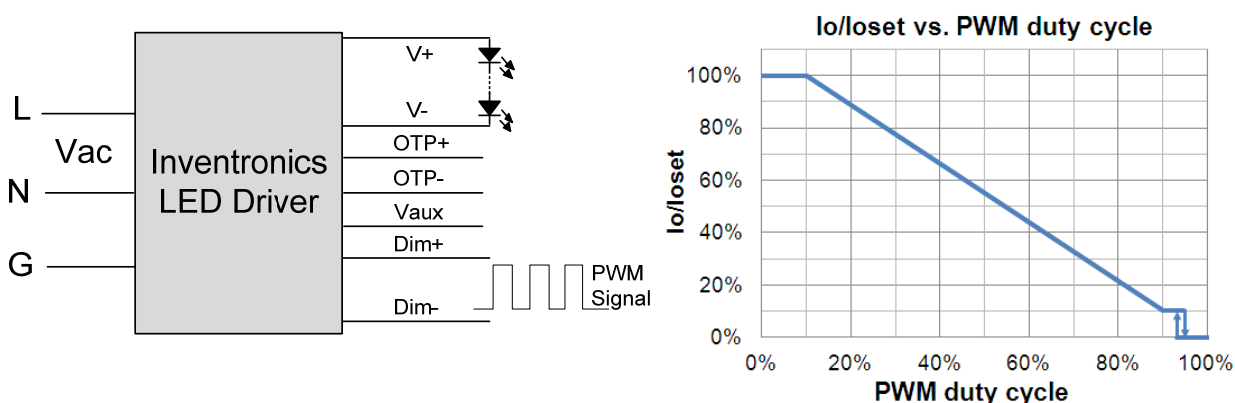 L
Vac
N
G
Inventronics
LED Driver
V+
V-
OTP+
OTP-
Vaux
Dim+
Dim-
PWM
Signal
Io/Ioset vs. PWM duty cycle
Io/Ioset
100%
80%
60%
40%
20%
0%
0%
20%
40%
60%
80%
100%
PWM duty cycle